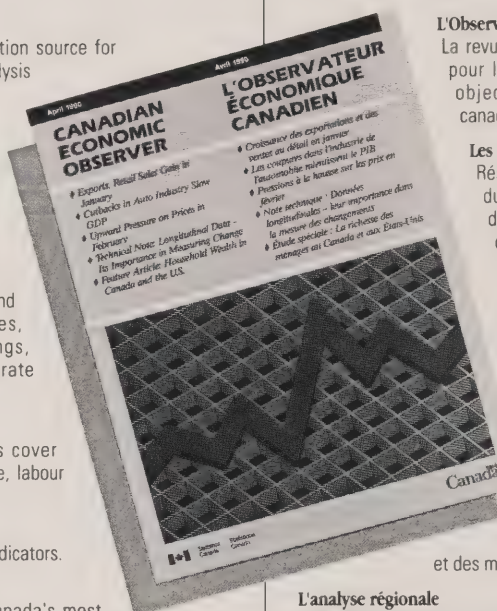 tion source for
lysis
nd
es,
ngs,
rate
s cover
e, labour
dicators.
nada's most
April 1990
CANADIAN
ECONOMIC
OBSERVER
♦ Exports, Retail Sales Gain in
January
♦ Cutbacks in Auto Industry Slow
GDP
♦ Upward Pressure on Prices in
February
♦ Technical Note: Longitudinal Data -
Its Importance in Measuring Change
♦ Feature Article: Household Wealth in
Canada and the U.S.
Avril 1990
L'OBSERVATEUR
ÉCONOMIQUE
CANADIEN
♦ Croissance des exportations et des
ventes au détail en janvier
♦ Les coupures dans l'industrie de
l'automobile ralentissent le PIB
♦ Pressions à la hausse sur les prix en
février
♦ Note technique : Données
longitudinales - leur importance dans
la mesure des changements
♦ Étude spéciale : La richesse des
ménages au Canada et aux États-Unis
Statistics
Canada
Statistique
Canada
Canada
L'Observ
La revu
pour l
objec
canad
Les
Ré
du
d
et des m
L'analyse régionale